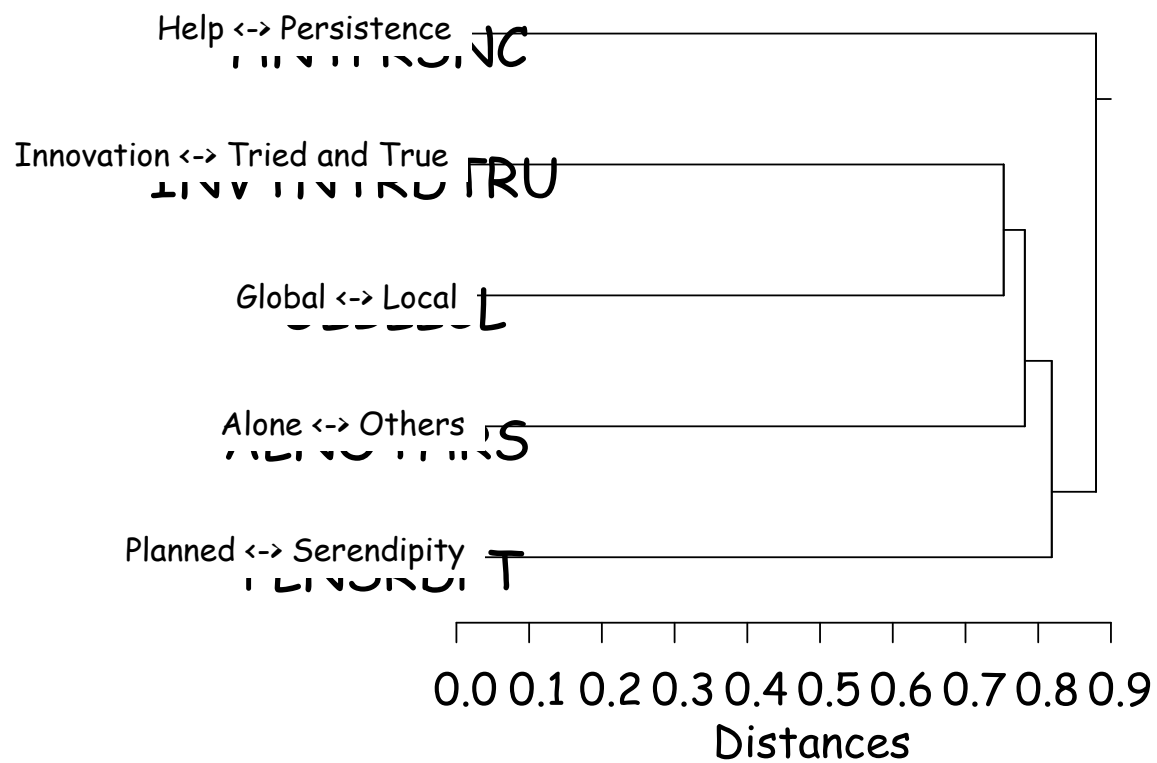 Help <-> Persistence
Innovation <-> Tried and True
Global <-> Local
Alone <-> Others
Planned <-> Serendipity
0.0 0.1 0.2 0.3 0.4 0.5 0.6 0.7 0.8 0.9
Distances